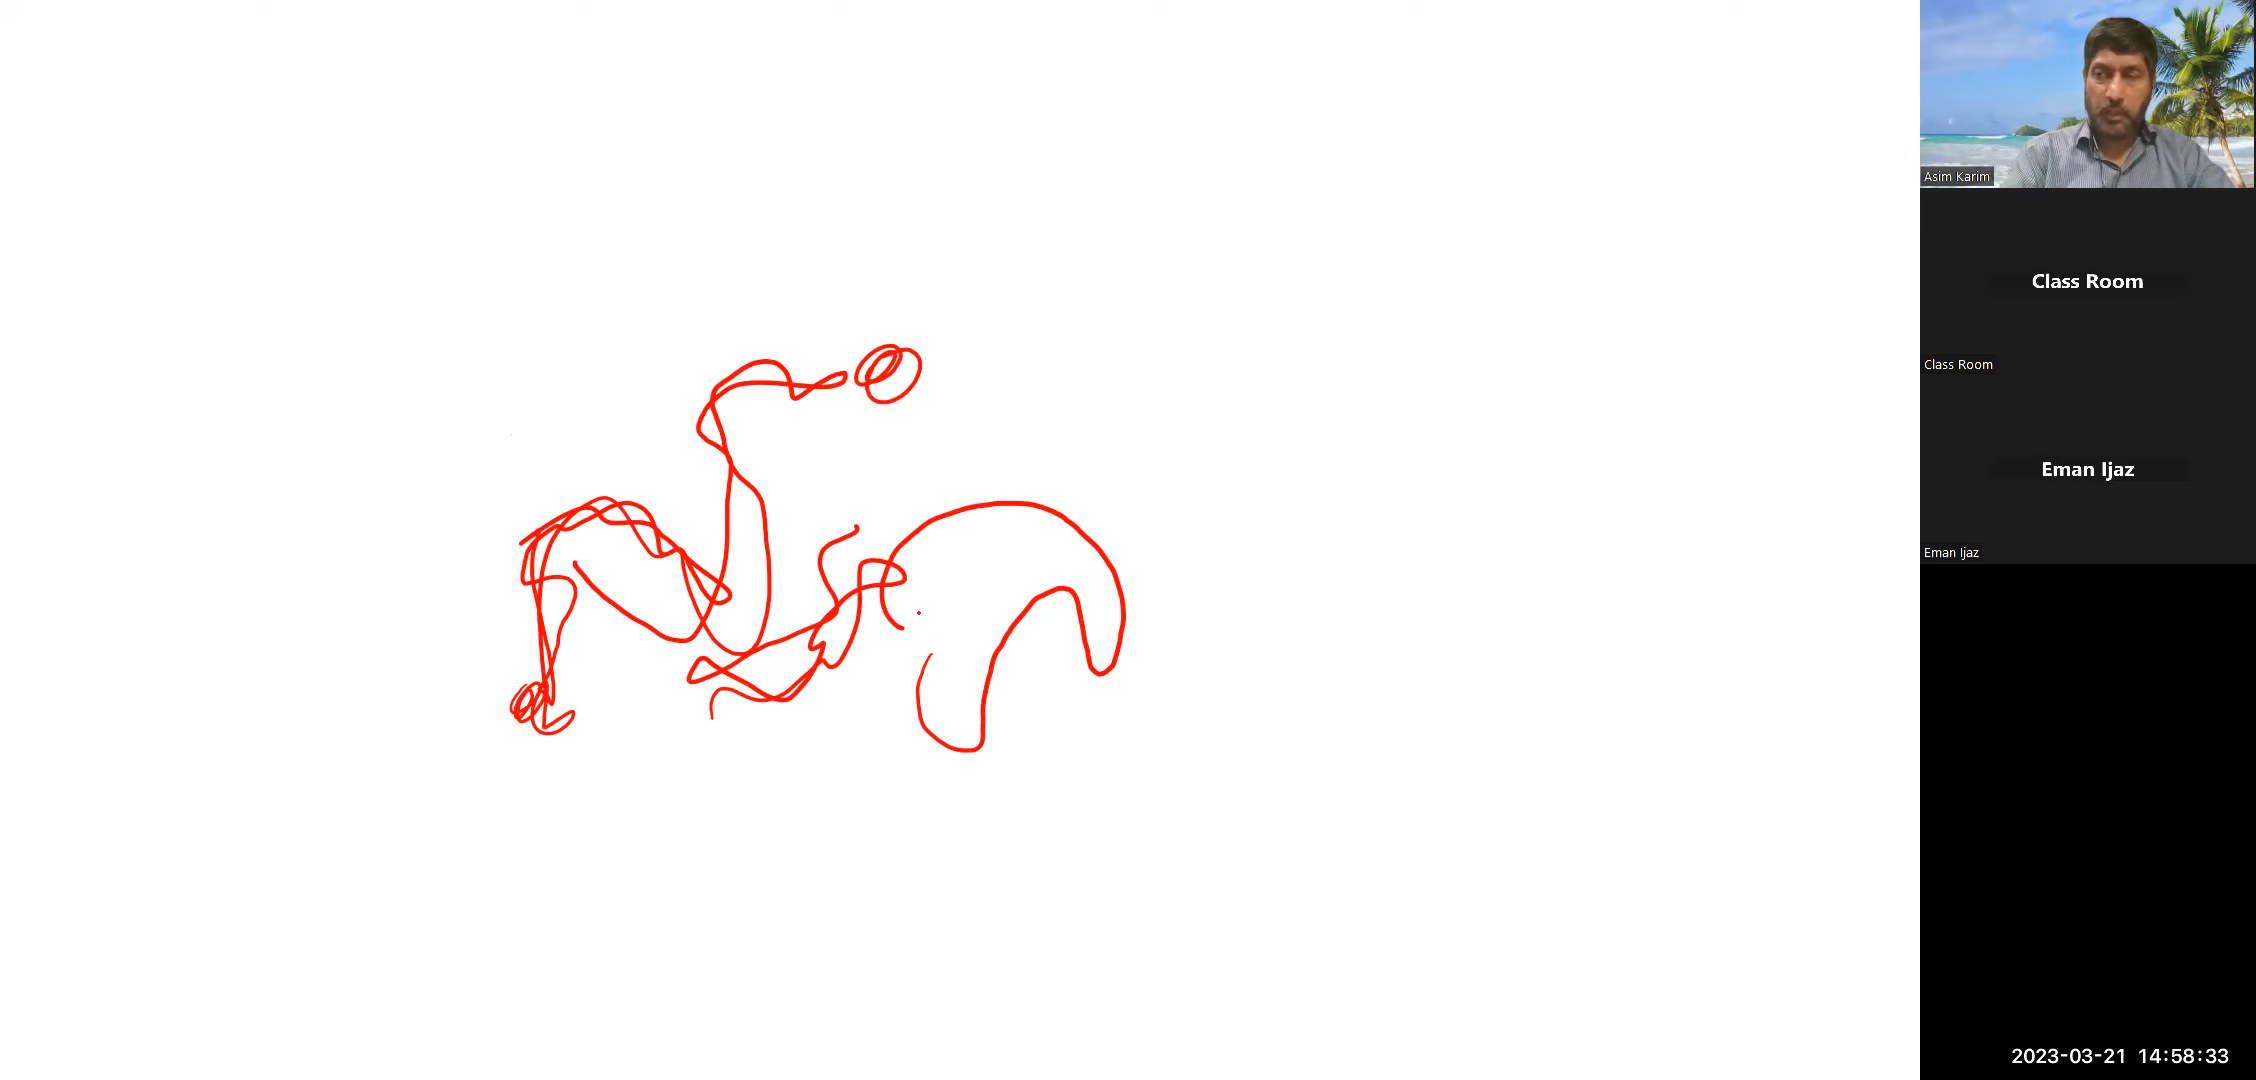 Asim Karim
Class Room
Class Room
Eman Ijaz
Eman Ijaz
2023-03-21 14:58:33